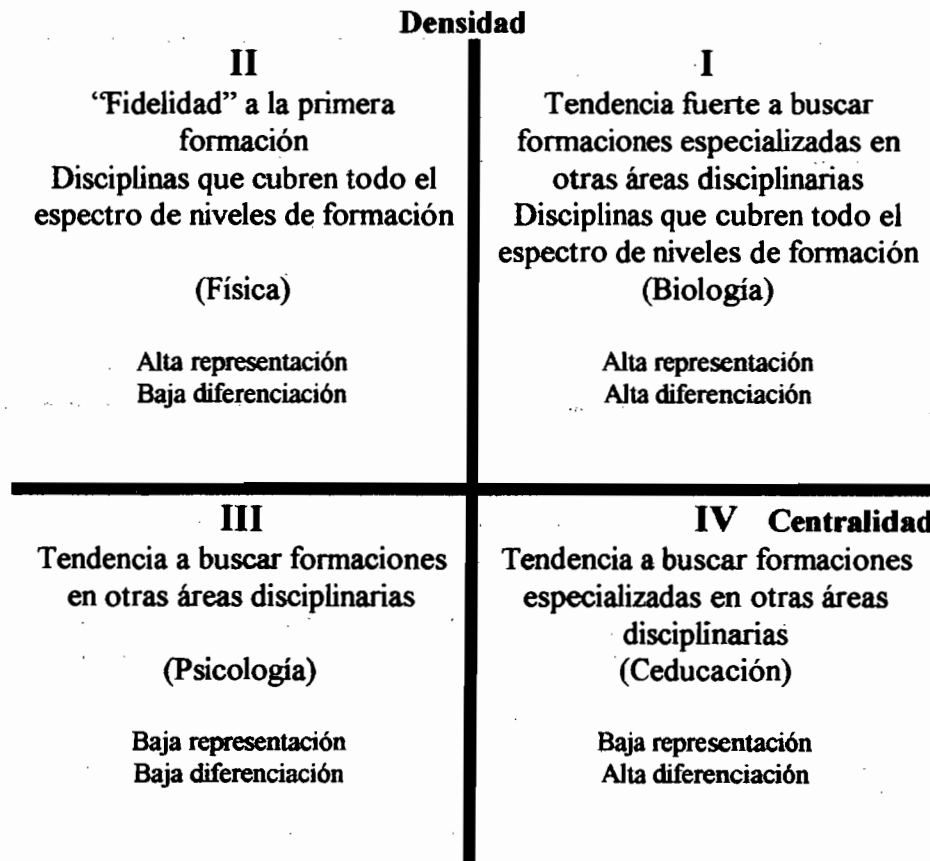 Densidad
II
“Fidelidad” a la primera
formación
Disciplinas que cubren todo el
espectro de niveles de formación
(Física)
Alta representación
Baja diferenciación
I
Tendencia fuerte a buscar
formaciones especializadas en
otras áreas disciplinarias
Disciplinas que cubren todo el
espectro de niveles de formación
(Biología)
Alta representación
Alta diferenciación
III
Tendencia a buscar formaciones
en otras áreas disciplinarias
(Psicología)
Baja representación
Baja diferenciación
IV Centralidad
Tendencia a buscar formaciones
especializadas en otras áreas
disciplinarias
(Ceducación)
Baja representación
Alta diferenciación